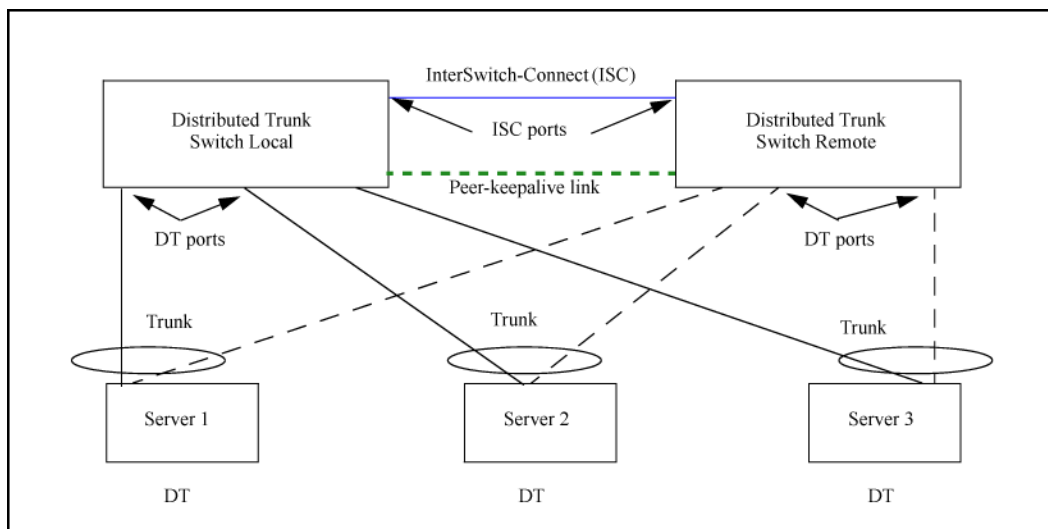 InterSwitch-Connect (ISC)
Distributed Trunk
Switch Local
ISC ports
Distributed Trunk
Switch Remote
Peer-keepalive link
DT ports
DT ports
Trunk
Trunk
Trunk
Server 1
Server 2
Server 3
DT
DT
DT